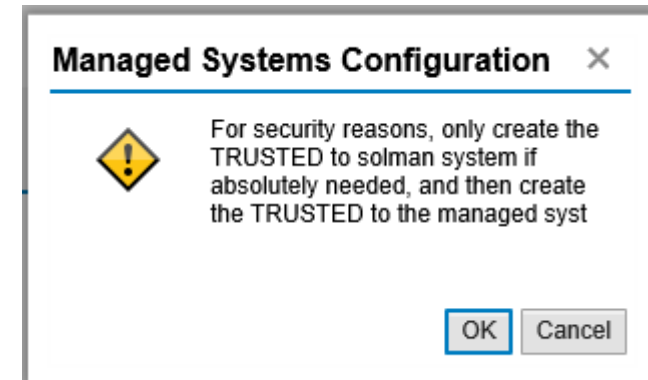 Managed Systems Configuration
For security reasons, only create the
TRUSTED to solman system if
absolutely needed, and then create
the TRUSTED to the managed syst
OK Cancel